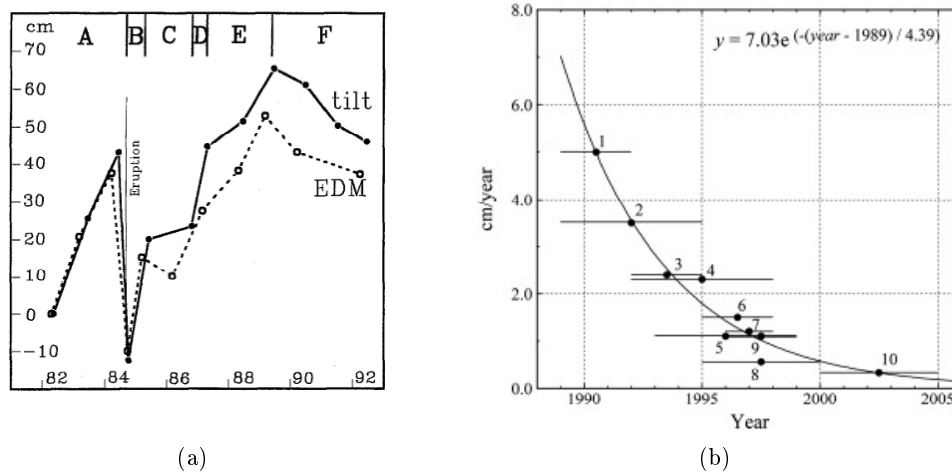 cm
A B C D E F
70
60
50
40
30
20
10
0
−10
82 84 86 88 90 92
Eruption
tilt
EDM
(a)
8.0
6.0
4.0
2.0
0.0
cm/year
y = 7.03e (-(year - 1989) / 4.39)
1
2
3 4
6
7
5 9
8
10
1990 1995 2000 2005
Year
(b)